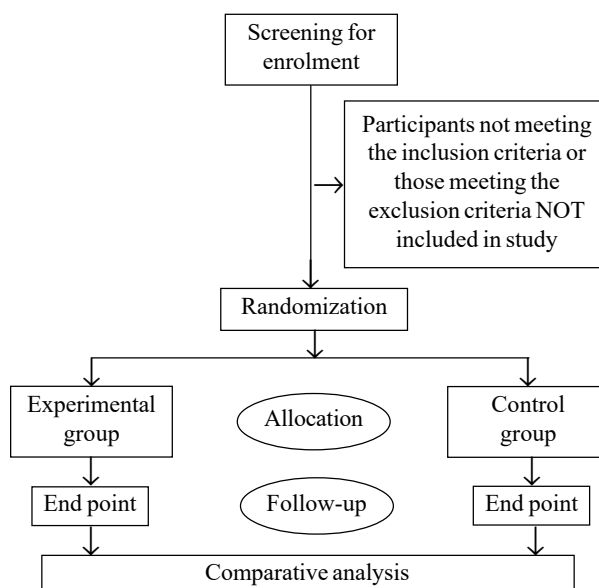 Screening for
enrolment
Participants not meeting
the inclusion criteria or
those meeting the
exclusion criteria NOT
included in study
Randomization
Experimental
group
Allocation
Control
group
End point
Follow-up
End point
Comparative analysis